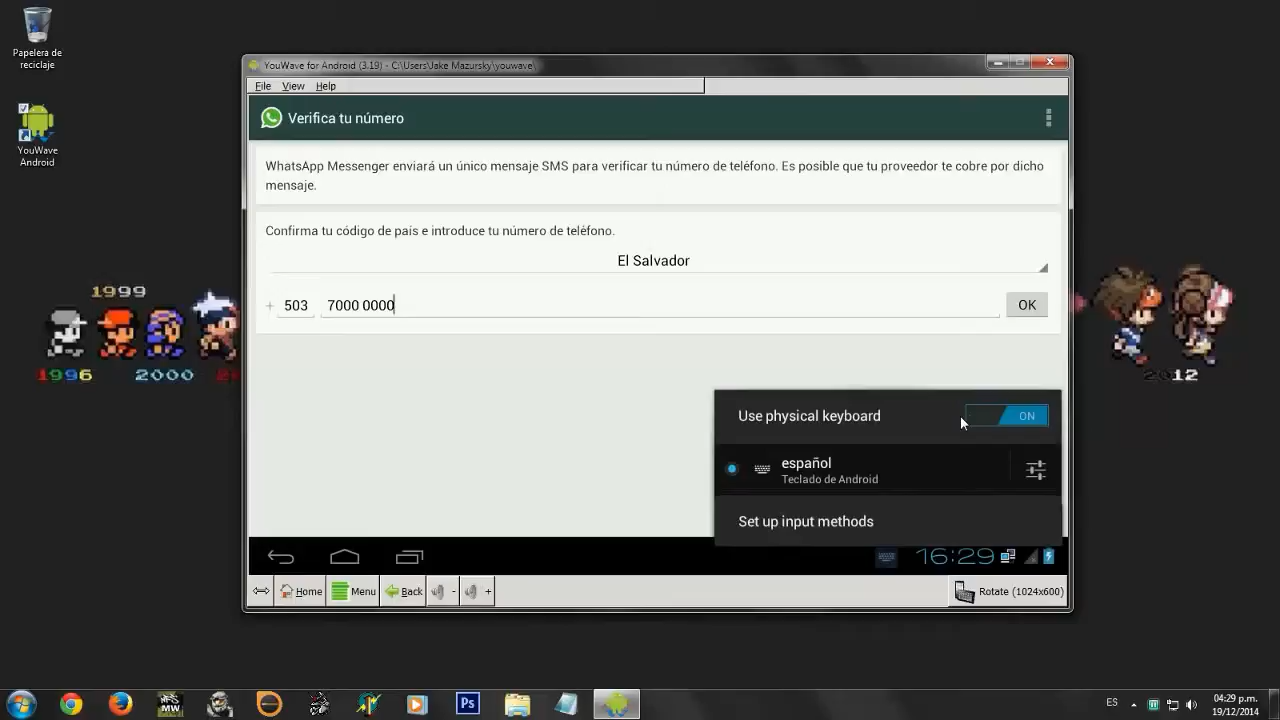 Papelera de
reciclaje
YouWave
Android
YouWave for Android (3.19) - C:\Users\Jake Mazursky\youwave\
File View Help
Verifica tu número
WhatsApp Messenger enviará un único mensaje SMS para verificar tu número de teléfono. Es posible que tu proveedor te cobre por dicho
mensaje.
Confirma tu código de país e introduce tu número de teléfono.
El Salvador
+ 503 7000 0000 OK
1999
1996
2000
2012
Use physical keyboard ON
español
Teclado de Android
Set up input methods
16:29
Home Menu Back - + Rotate (1024x600)
MW
Ps
ES
04:29 p.m.
19/12/2014